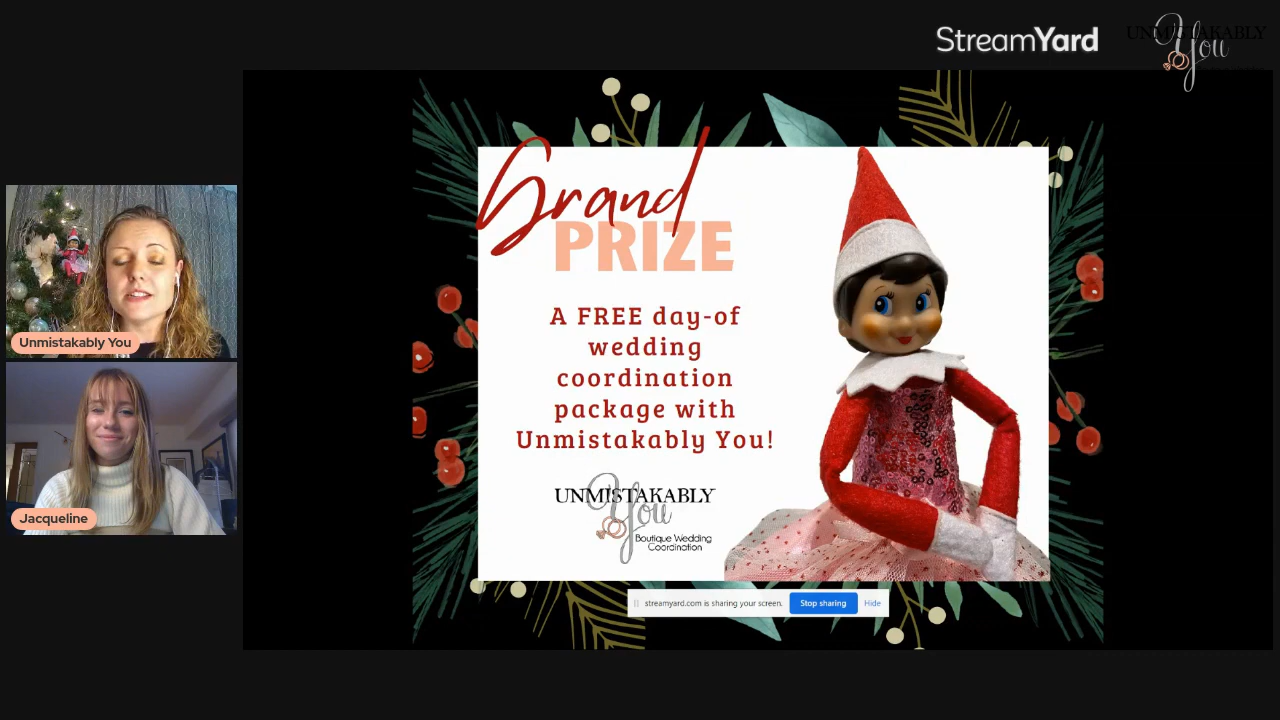 StreamYard
UNMISTAKABLY
You
Grand
PRIZE
A FREE day-of
wedding
coordination
package with
Unmistakably You!
UNMISTAKABLY
You
Boutique Wedding
Coordination
Unmistakably You
Jacqueline
streamyard.com is sharing your screen.
Stop sharing
Hide